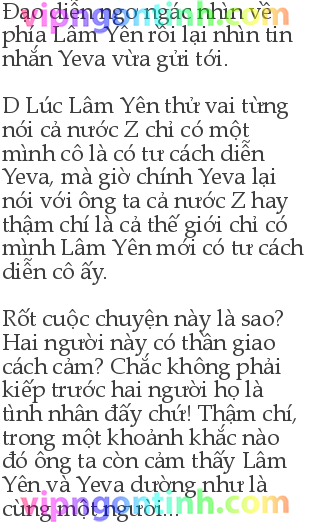 Đạo diễn ngơ ngác nhìn về
phía Lâm Yên rồi lại nhìn tin
nhắn Yeva vừa gửi tới.
D Lúc Lâm Yên thử vai từng
nói cả nước Z chỉ có một
mình cô là có tư cách diễn
Yeva, mà giờ chính Yeva lại
nói với ông ta cả nước Z hay
thậm chí là cả thế giới chỉ có
mình Lâm Yên mới có tư cách
diễn cô ấy.
Rốt cuộc chuyện này là sao?
Hai người này có thần giao
cách cảm? Chắc không phải
kiếp trước hai người họ là
tình nhân đấy chứ! Thậm chí,
trong một khoảnh khắc nào
đó ông ta còn cảm thấy Lâm
Yên và Yeva dường như là
cùng một người...